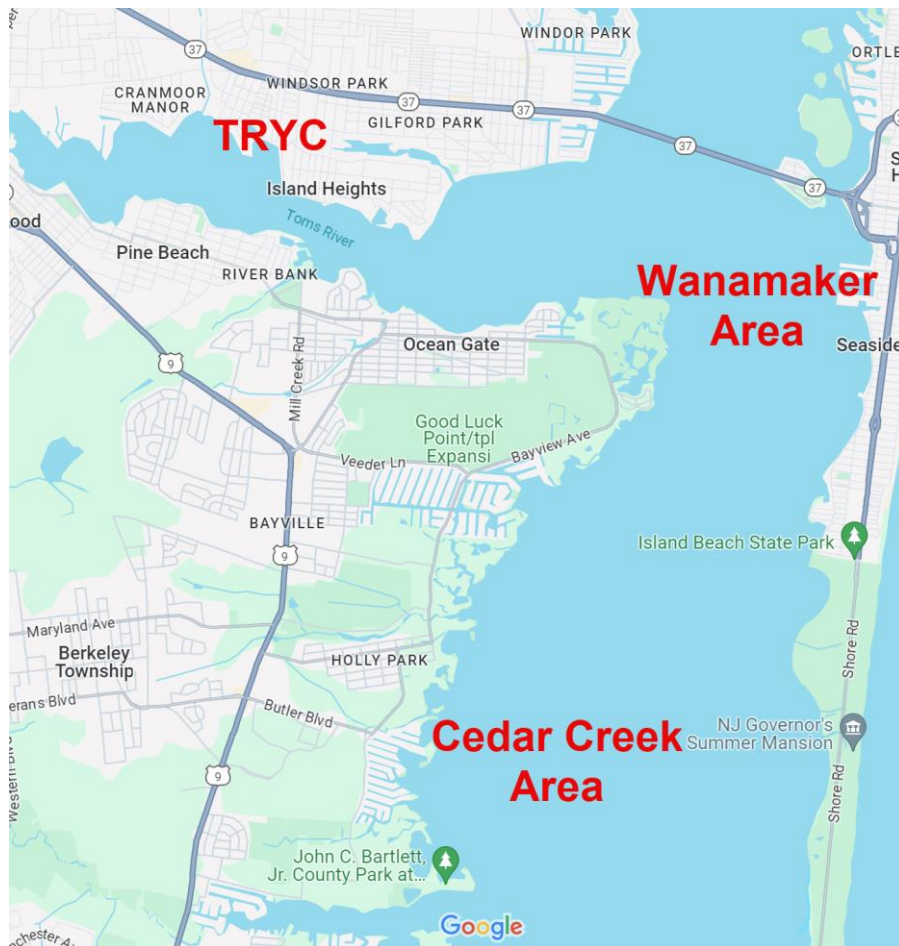 WINDOR PARK
37
ORTLE
CRANMOOR
MANOR
WINDSOR PARK
37
37
GILFORD PARK
TRYC
37
37
S
H
Island Heights
ood
Toms River
Pine Beach
RIVER BANK
Wanamaker
Area
Ocean Gate
Seaside
9
Mill Creek Rd
Good Luck
Point/tpl
Expansi
Bayview Ave
Veeder Ln
BAYVILLE
9
Island Beach State Park
Maryland Ave
Berkeley
Township
HOLLY PARK
Shore Rd
erans Blvd
Butler Blvd
Cedar Creek
Area
NJ Governor's
Summer Mansion
9
Shore Rd
John C. Bartlett,
Jr. County Park at...
Google
chester Av